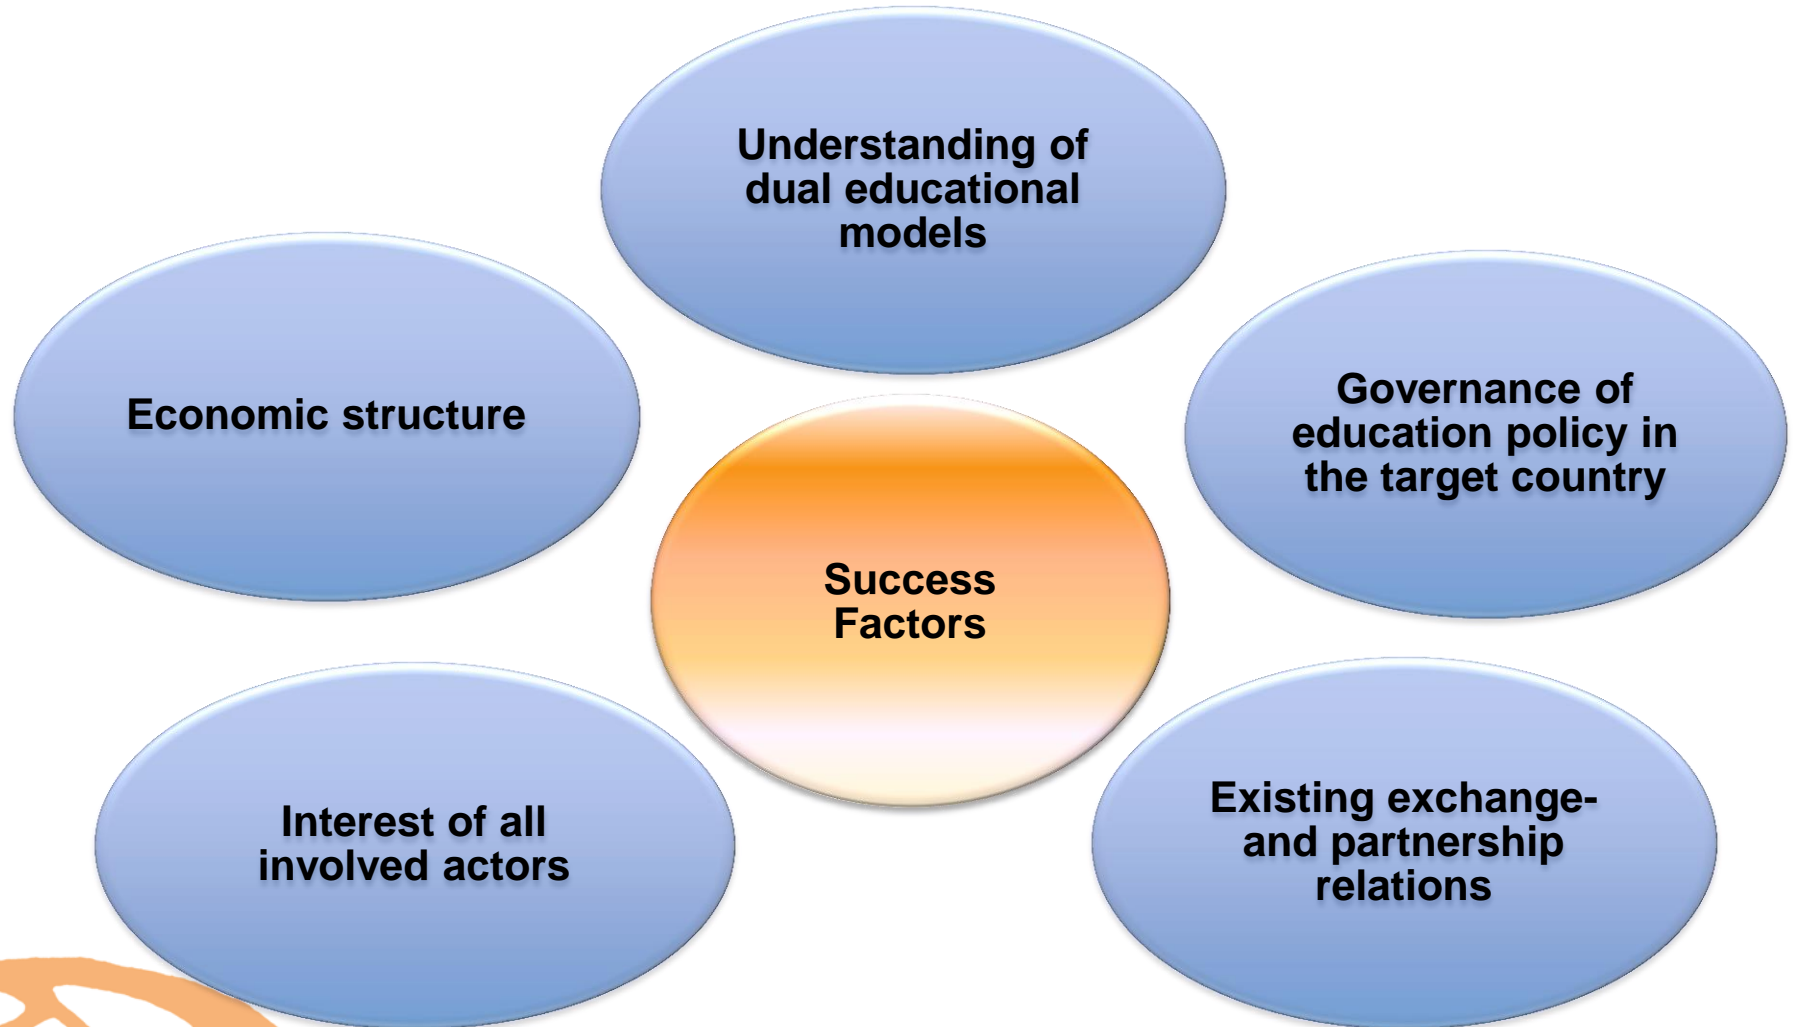 Understanding of
dual educational
models
Economic structure
Governance of
education policy in
the target country
Success
Factors
Interest of all
involved actors
Existing exchange-
and partnership
relations